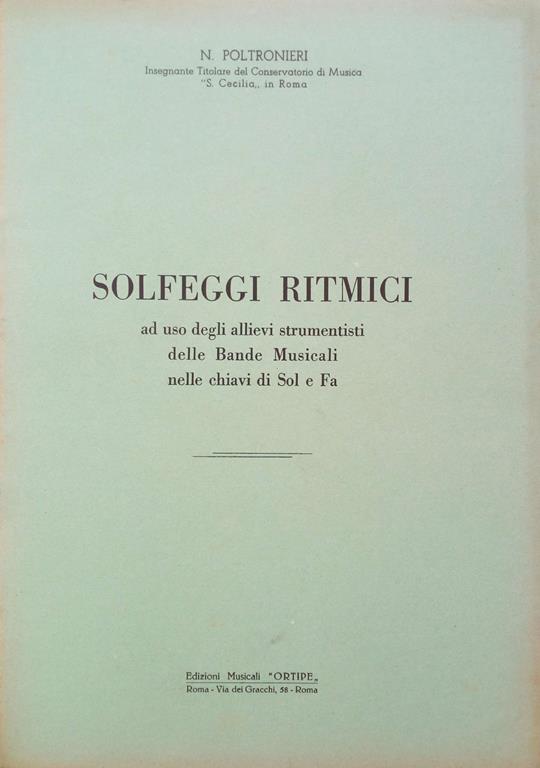 N. POLTRONIERI
Insegnante Titolare del Conservatorio di Musica
"S. Cecilia„ in Roma
SOLFEGGI RITMICI
ad uso degli allievi strumentisti
delle Bande Musicali
nelle chiavi di Sol e Fa
Edizioni Musicali "ORTIPE„
Roma - Via dei Gracchi, 58 - Roma